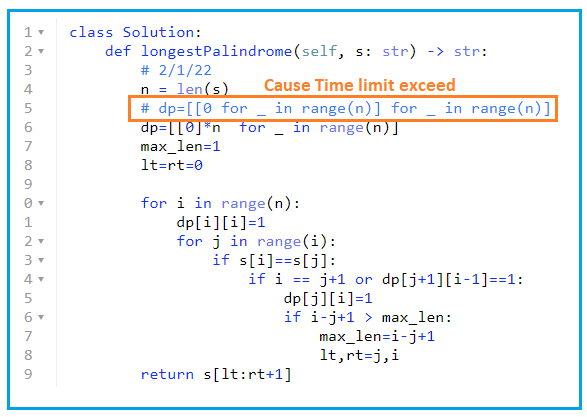 1 class Solution:
2     def longestPalindrome(self, s: str) -> str:
3         # 2/1/22
4         n = len(s)
Cause Time limit exceed
5         # dp=[[0 for _ in range(n)] for _ in range(n)]
6         dp=[[0]*n  for _ in range(n)]
7         max_len=1
8         lt=rt=0
9
0         for i in range(n):
1             dp[i][i]=1
2             for j in range(i):
3                 if s[i]==s[j]:
4                     if i == j+1 or dp[j+1][i-1]==1:
5                         dp[j][i]=1
6                         if i-j+1 > max_len:
7                             max_len=i-j+1
8                             lt,rt=j,i
9         return s[lt:rt+1]